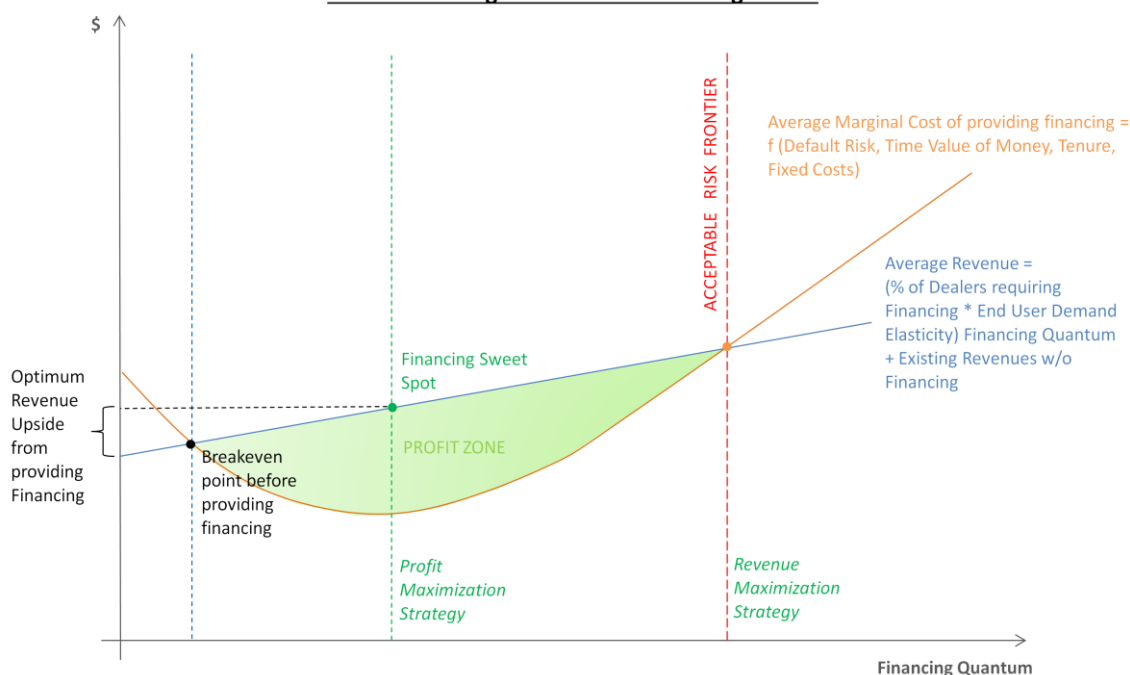 $
ACCEPTABLE RISK FRONTIER
Average Marginal Cost of providing financing =
f (Default Risk, Time Value of Money, Tenure,
Fixed Costs)
Average Revenue =
(% of Dealers requiring
Financing * End User Demand
Elasticity) Financing Quantum
+ Existing Revenues w/o
Financing
Financing Sweet
Spot
Optimum
Revenue
Upside
from
providing
Financing
PROFIT ZONE
Breakeven
point before
providing
financing
Profit
Maximization
Strategy
Revenue
Maximization
Strategy
Financing Quantum